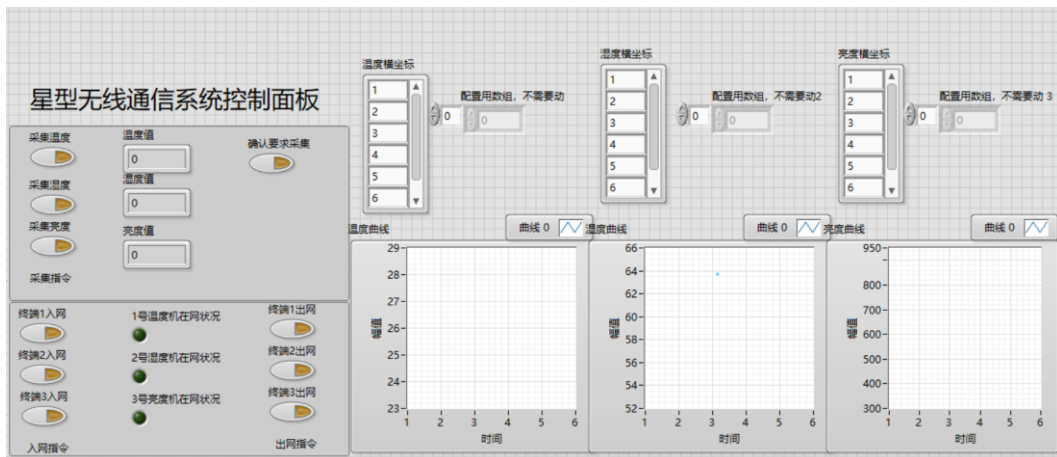 星型无线通信系统控制面板
采集温度
温度值
0
确认要求采集
采集湿度
湿度值
0
采集亮度
亮度值
0
采集指令
终端1入网
1号温度机在网状况
终端1出网
终端2入网
2号湿度机在网状况
终端2出网
终端3入网
3号亮度机在网状况
终端3出网
入网指令
出网指令
温度横坐标
1
2
3
4
5
6
配置用数组，不需要动
0
0
湿度横坐标
1
2
3
4
5
6
配置用数组，不需要动2
0
0
亮度横坐标
1
2
3
4
5
6
配置用数组，不需要动 3
0
0
温度曲线
曲线 0
29
28
27
26
25
24
23
幅值
1 2 3 4 5 6
时间
湿度曲线
曲线 0
66
64
62
60
58
56
54
52
幅值
1 2 3 4 5 6
时间
亮度曲线
曲线 0
950
800
700
600
500
400
300
幅值
1 2 3 4 5 6
时间